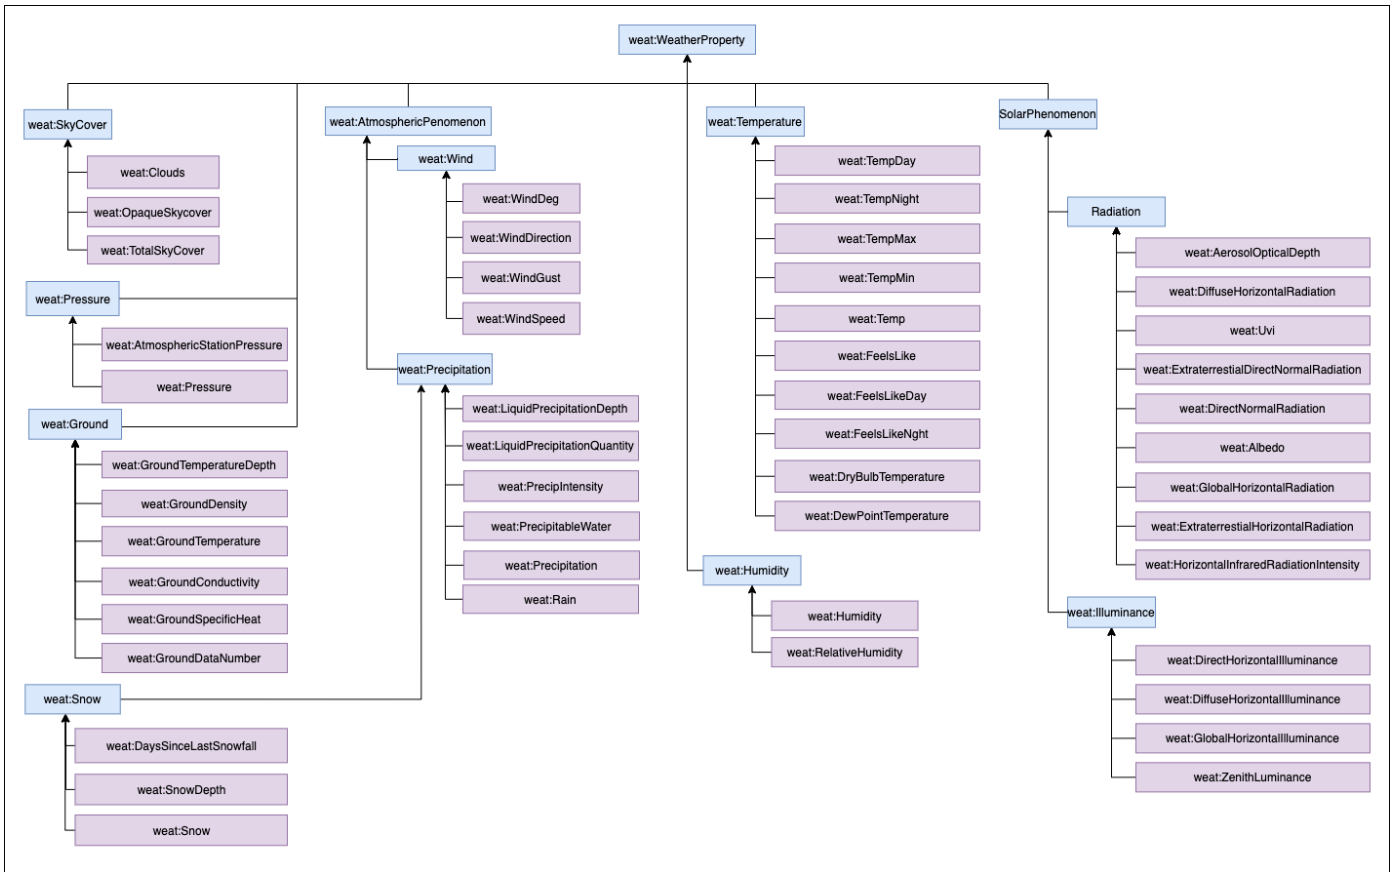 weat:WeatherProperty
weat:SkyCover
weat:Clouds
weat:OpaqueSkycover
weat:TotalSkyCover
weat:Pressure
weat:AtmosphericStationPressure
weat:Pressure
weat:Ground
weat:GroundTemperatureDepth
weat:GroundDensity
weat:GroundTemperature
weat:GroundConductivity
weat:GroundSpecificHeat
weat:GroundDataNumber
weat:Snow
weat:DaysSinceLastSnowfall
weat:SnowDepth
weat:Snow
weat:AtmosphericPenomenon
weat:Wind
weat:WindDeg
weat:WindDirection
weat:WindGust
weat:WindSpeed
weat:Precipitation
weat:LiquidPrecipitationDepth
weat:LiquidPrecipitationQuantity
weat:PrecipIntensity
weat:PrecipitableWater
weat:Precipitation
weat:Rain
weat:Temperature
weat:TempDay
weat:TempNight
weat:TempMax
weat:TempMin
weat:Temp
weat:FeelsLike
weat:FeelsLikeDay
weat:FeelsLikeNght
weat:DryBulbTemperature
weat:DewPointTemperature
weat:Humidity
weat:Humidity
weat:RelativeHumidity
SolarPhenomenon
Radiation
weat:AerosolOpticalDepth
weat:DiffuseHorizontalRadiation
weat:Uvi
weat:ExtraterrestialDirectNormalRadiation
weat:DirectNormalRadiation
weat:Albedo
weat:GlobalHorizontalRadiation
weat:ExtraterrestialHorizontalRadiation
weat:HorizontalInfraredRadiationIntensity
weat:Illuminance
weat:DirectHorizontalIlluminance
weat:DiffuseHorizontalIlluminance
weat:GlobalHorizontalIlluminance
weat:ZenithLuminance